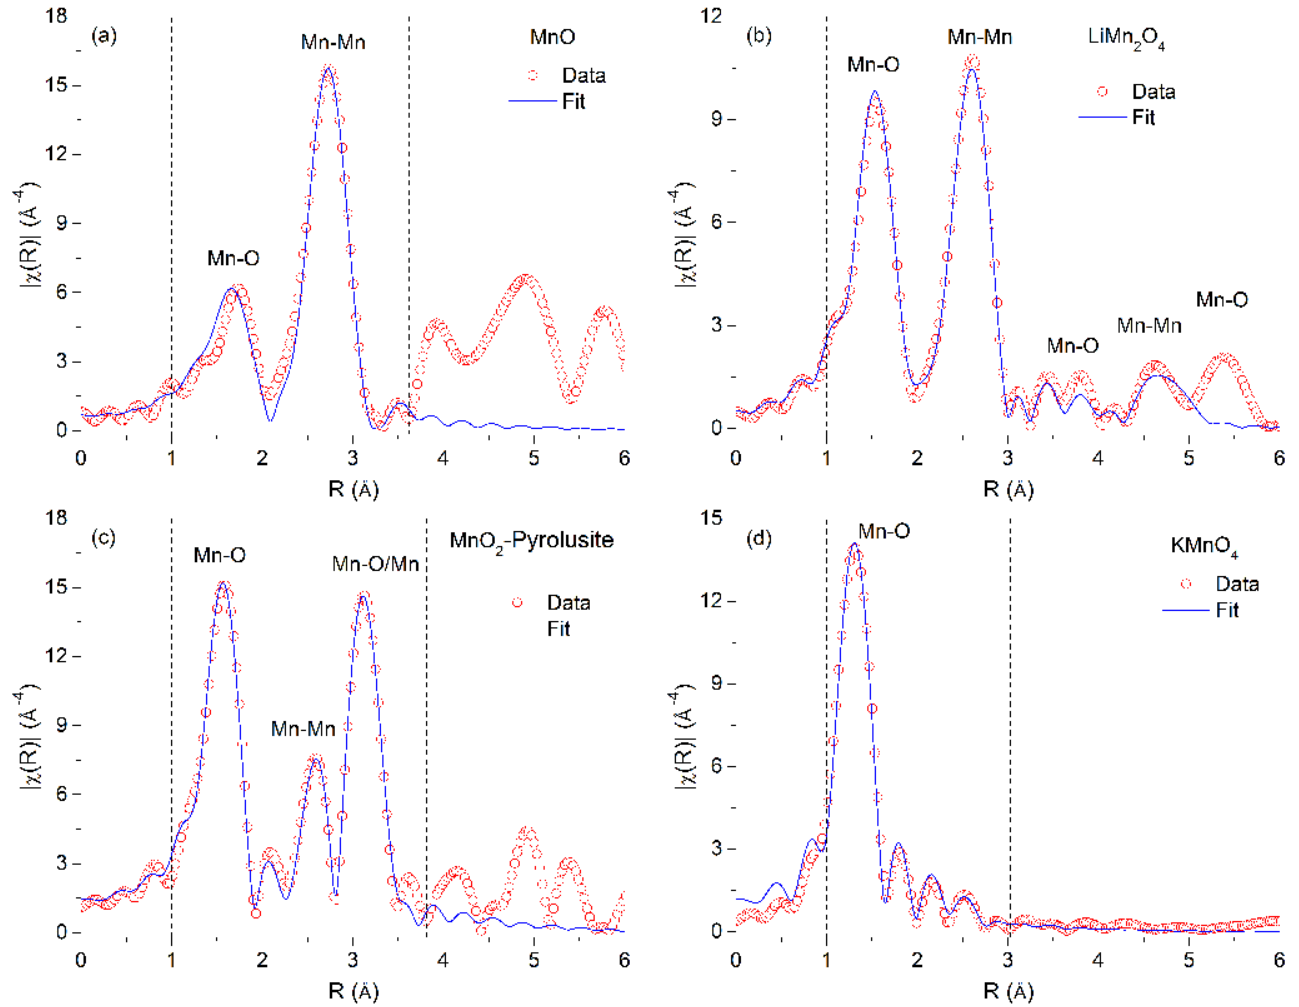 (a)
MnO
Mn-Mn
Mn-O
Data
Fit
18
15
12
9
6
3
0
|χ(R)| (Å⁻⁴)
0 1 2 3 4 5 6
R (Å)
(b)
LiMn₂O₄
Mn-O
Mn-Mn
Data
Fit
Mn-O
Mn-Mn
Mn-O
12
9
6
3
0
|χ(R)| (Å⁻⁴)
0 1 2 3 4 5 6
R (Å)
(c)
MnO₂-Pyrolusite
Mn-O
Mn-O/Mn
Mn-Mn
Data
Fit
18
15
12
9
6
3
0
|χ(R)| (Å⁻⁴)
0 1 2 3 4 5 6
R (Å)
(d)
KMnO₄
Mn-O
Data
Fit
15
12
9
6
3
0
|χ(R)| (Å⁻⁴)
0 1 2 3 4 5 6
R (Å)